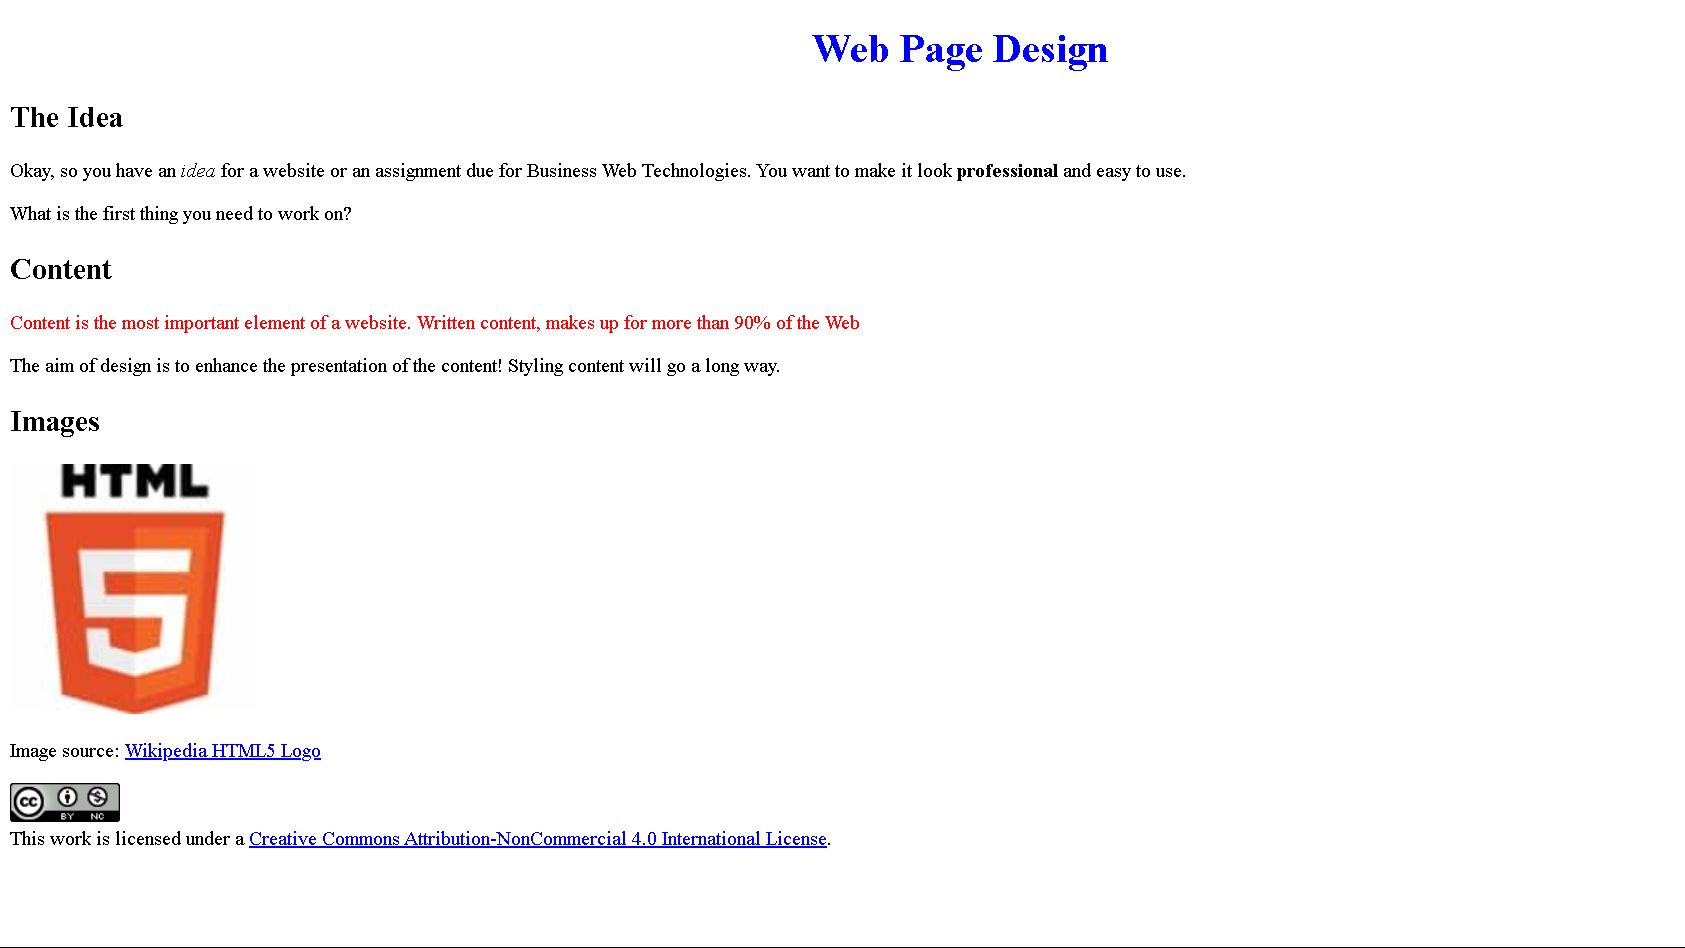 Web Page Design
The Idea
Okay, so you have an idea for a website or an assignment due for Business Web Technologies. You want to make it look professional and easy to use.
What is the first thing you need to work on?
Content
Content is the most important element of a website. Written content, makes up for more than 90% of the Web
The aim of design is to enhance the presentation of the content! Styling content will go a long way.
Images
HTML
5
Image source: Wikipedia HTML5 Logo
cc
BY NC
This work is licensed under a Creative Commons Attribution-NonCommercial 4.0 International License.